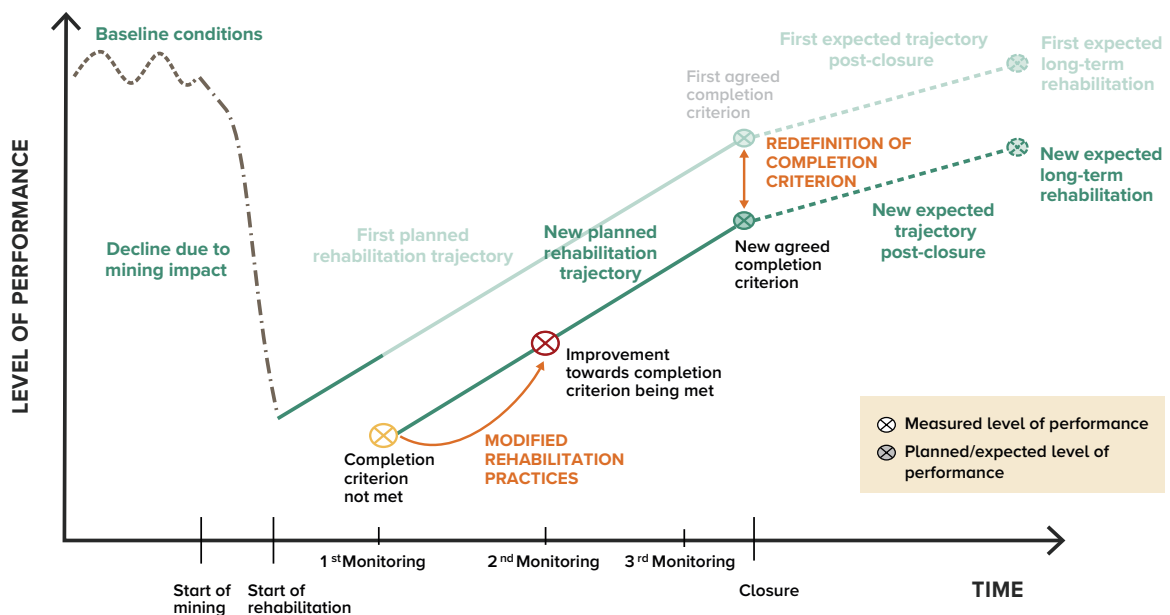 Baseline conditions
First expected trajectory
post-closure
First expected
long-term
rehabilitation
First agreed
completion
criterion
REDEFINITION OF
COMPLETION
CRITERION
New expected
long-term
rehabilitation
LEVEL OF PERFORMANCE
Decline due to
mining impact
First planned
rehabilitation trajectory
New planned
rehabilitation
trajectory
New agreed
completion
criterion
New expected
trajectory
post-closure
Improvement
towards completion
criterion being met
Completion
criterion
not met
MODIFIED
REHABILITATION
PRACTICES
Measured level of performance
Planned/expected level of
performance
1st Monitoring
2nd Monitoring
3rd Monitoring
Start of
mining
Start of
rehabilitation
Closure
TIME